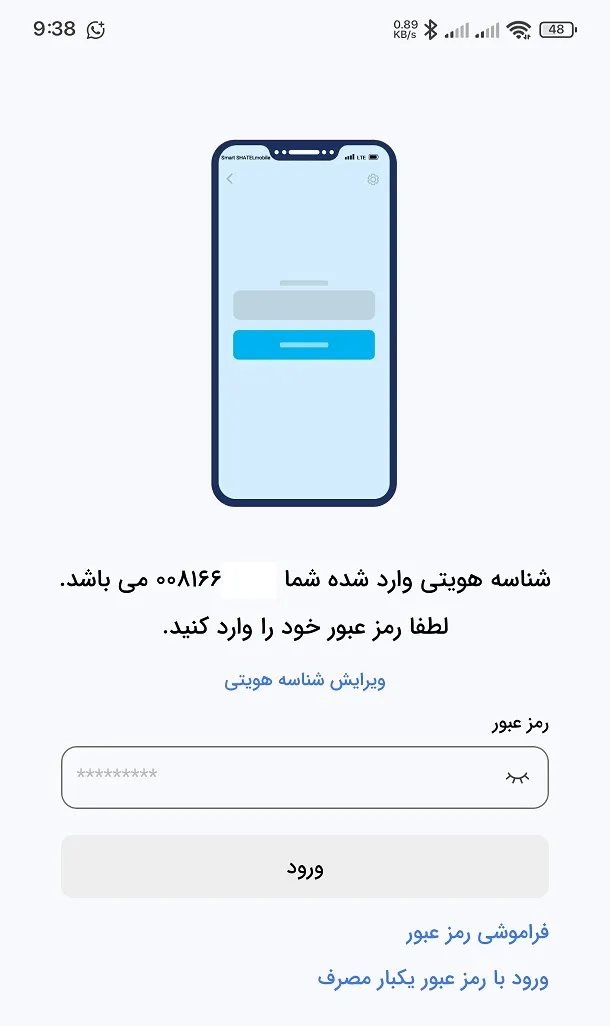 9:38
0.89 KB/s
48
Smart SHATELmobile LTE
شناسه هویتی وارد شده شما ۰۰۸۱۶۶ می باشد.
لطفا رمز عبور خود را وارد کنید.
ویرایش شناسه هویتی
رمز عبور
*********
ورود
فراموشی رمز عبور
ورود با رمز عبور یکبار مصرف